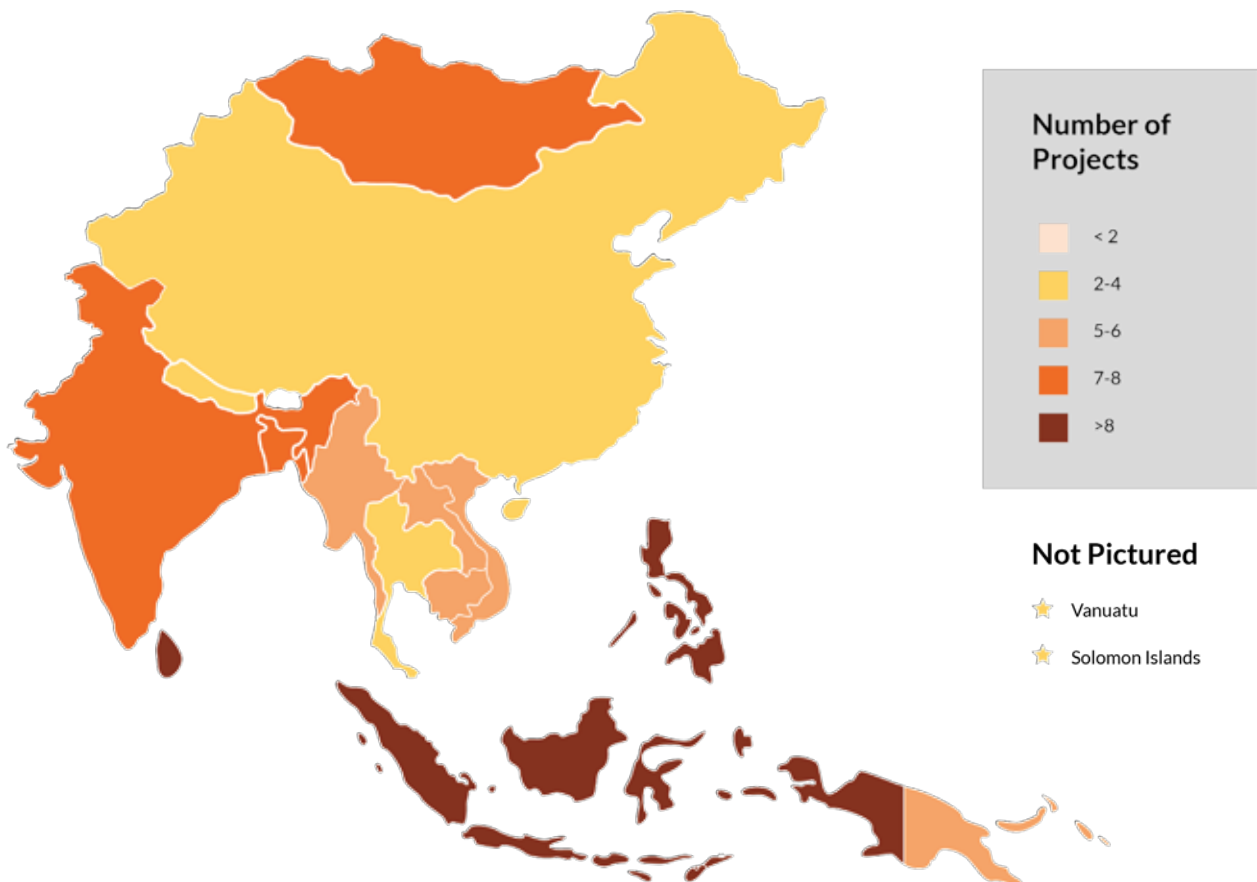 Number of
Projects
< 2
2-4
5-6
7-8
>8
Not Pictured
Vanuatu
Solomon Islands